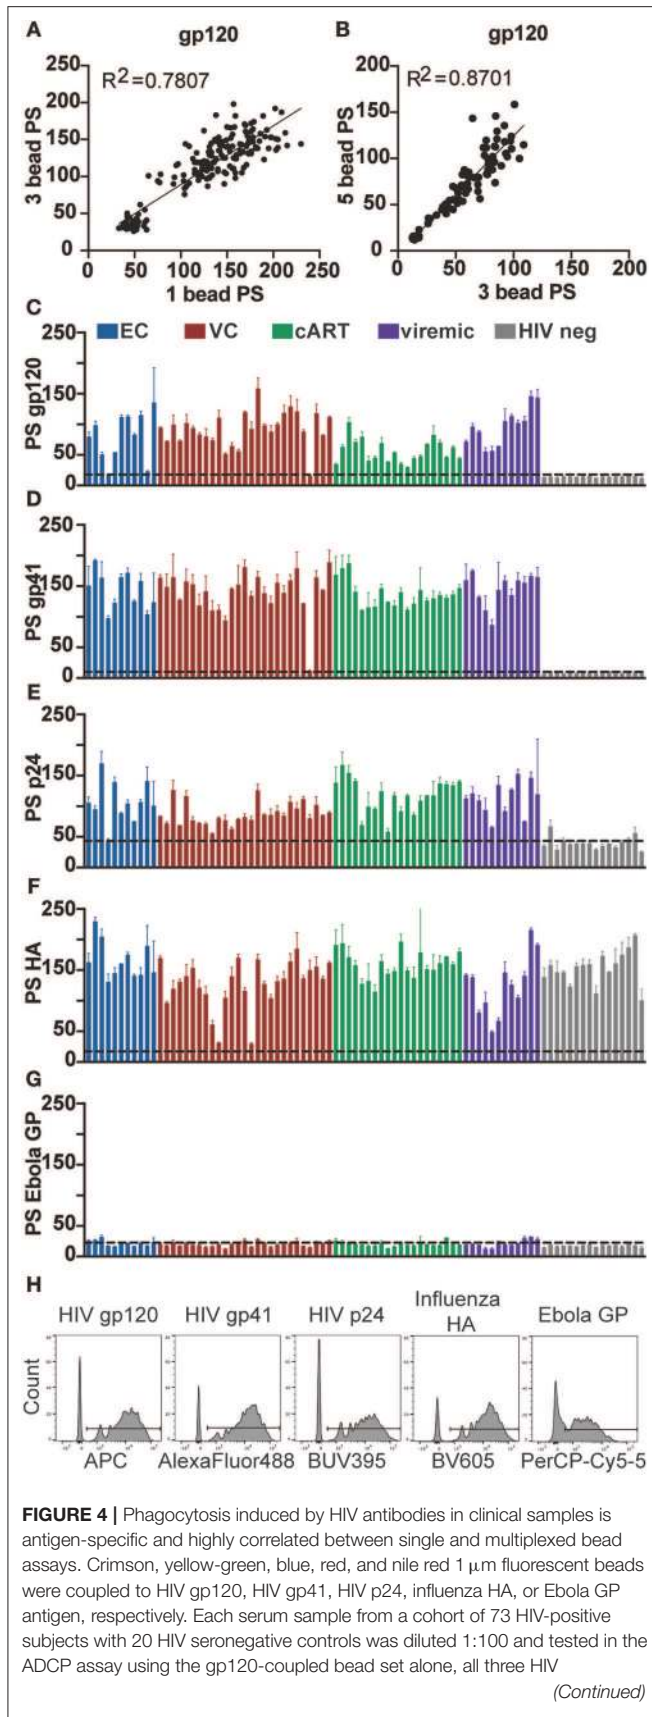 A
gp120
B
gp120
3 bead PS
250
200
150
100
50
0
R²=0.7807
0 50 100 150 200 250
1 bead PS
5 bead PS
200
150
100
50
0
R²=0.8701
0 50 100 150 200
3 bead PS
C
EC VC cART viremic HIV neg
PS gp120
250
150
50
0
D
PS gp41
250
150
50
0
E
PS p24
250
150
50
0
F
PS HA
250
150
50
0
G
PS Ebola GP
250
150
50
0
H
HIV gp120 HIV gp41 HIV p24 Influenza HA Ebola GP
Count
APC AlexaFluor488 BUV395 BV605 PerCP-Cy5-5
FIGURE 4 | Phagocytosis induced by HIV antibodies in clinical samples is
antigen-specific and highly correlated between single and multiplexed bead
assays. Crimson, yellow-green, blue, red, and nile red 1 μm fluorescent beads
were coupled to HIV gp120, HIV gp41, HIV p24, influenza HA, or Ebola GP
antigen, respectively. Each serum sample from a cohort of 73 HIV-positive
subjects with 20 HIV seronegative controls was diluted 1:100 and tested in the
ADCP assay using the gp120-coupled bead set alone, all three HIV
(Continued)